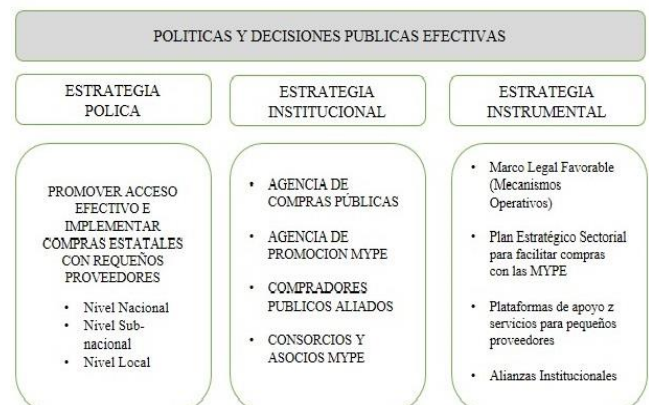 POLITICAS Y DECISIONES PUBLICAS EFECTIVAS
ESTRATEGIA
POLICA
ESTRATEGIA
INSTITUCIONAL
ESTRATEGIA
INSTRUMENTAL
PROMOVER ACCESO
EFECTIVO E
IMPLEMENTAR
COMPRAS ESTATALES
CON REQUEÑOS
PROVEEDORES
• Nivel Nacional
• Nivel Sub-
nacional
• Nivel Local
• AGENCIA DE
COMPRAS PÚBLICAS
• AGENCIA DE
PROMOCION MYPE
• COMPRADORES
PUBLICOS ALIADOS
• CONSORCIOS Y
ASOCIOS MYPE
• Marco Legal Favorable
(Mecanismos
Operativos)
• Plan Estratégico Sectorial
para facilitar compras
con las MYPE
• Plataformas de apoyo z
servicios para pequeños
proveedores
• Alianzas Institucionales